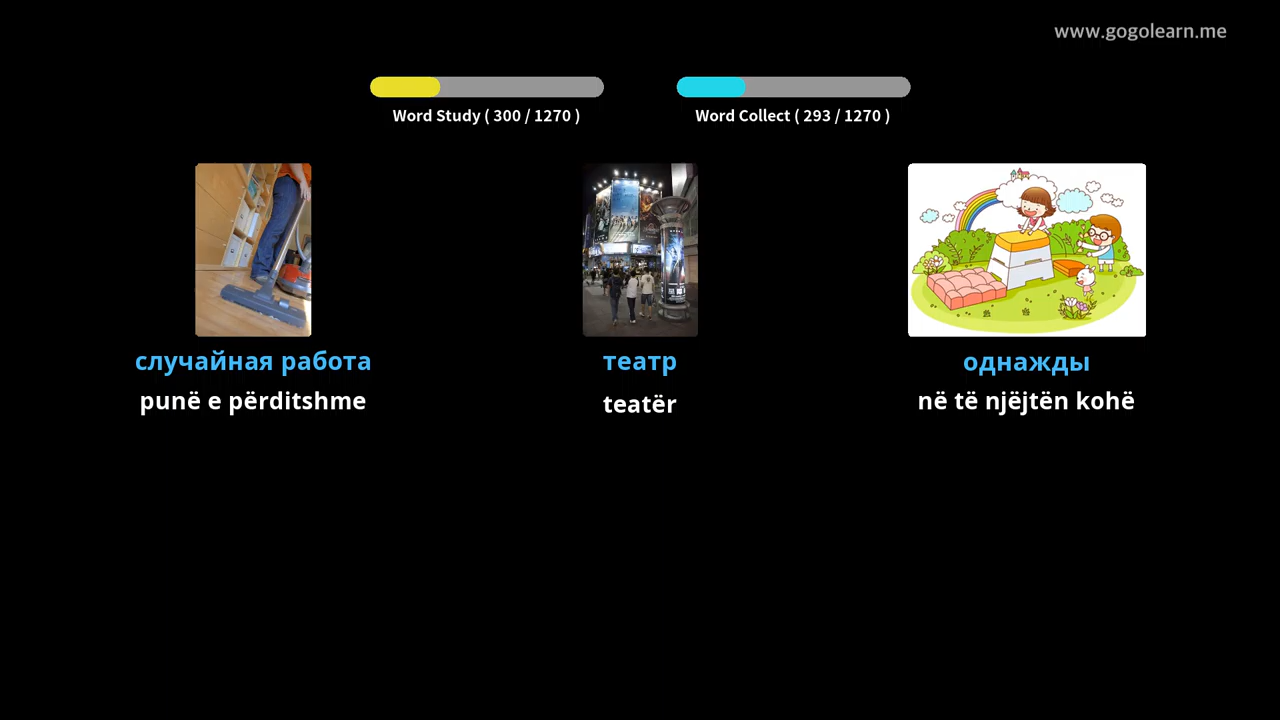 www.gogolearn.me
Word Study ( 300 / 1270 )
Word Collect ( 293 / 1270 )
случайная работа
театр
однажды
punë e përditshme
teatër
në të njëjtën kohë